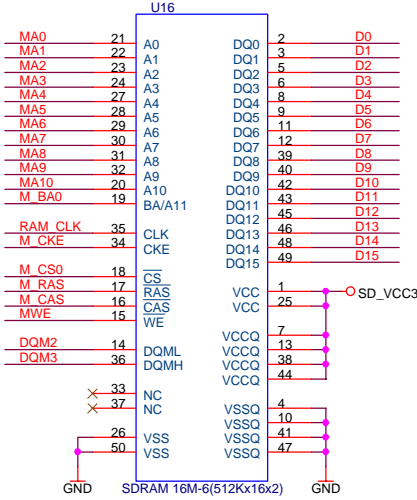 U16
MA0 21 A0 DQ0 2 D0
MA1 22 A1 DQ1 3 D1
MA2 23 A2 DQ2 5 D2
MA3 24 A3 DQ3 6 D3
MA4 27 A4 DQ4 8 D4
MA5 28 A5 DQ5 9 D5
MA6 29 A6 DQ6 11 D6
MA7 30 A7 DQ7 12 D7
MA8 31 A8 DQ8 39 D8
MA9 32 A9 DQ9 40 D9
MA10 20 A10 DQ10 42 D10
M_BA0 19 BA/A11 DQ11 43 D11
DQ12 45 D12
RAM_CLK 35 CLK DQ13 46 D13
M_CKE 34 CKE DQ14 48 D14
DQ15 49 D15
M_CS0 18 CS
M_RAS 17 RAS VCC 1 SD_VCC3
M_CAS 16 CAS VCC 25
MWE 15 WE
VCCQ 7
DQM2 14 DQML VCCQ 13
DQM3 36 DQMH VCCQ 38
VCCQ 44
33 NC
37 NC VSSQ 4
VSSQ 10
26 VSS VSSQ 41
50 VSS VSSQ 47
GND SDRAM 16M-6(512Kx16x2) GND